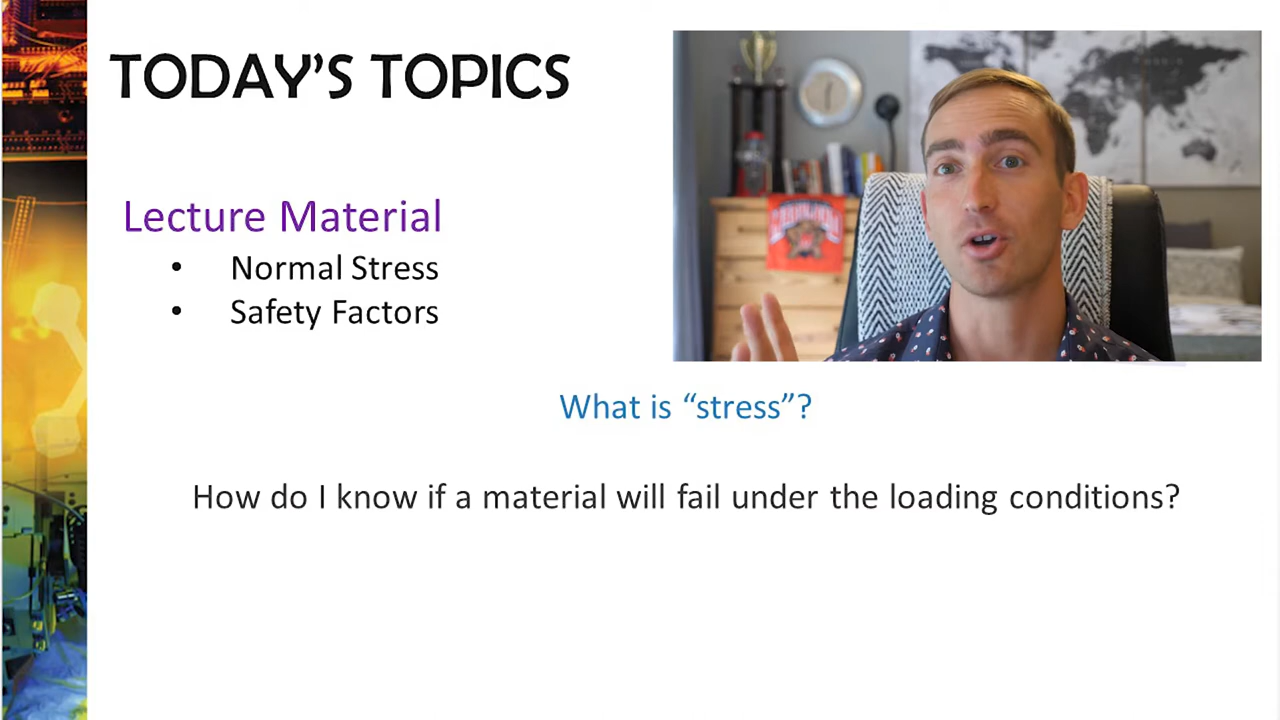 TODAY'S TOPICS
Lecture Material
• Normal Stress
• Safety Factors
What is “stress”?
How do I know if a material will fail under the loading conditions?